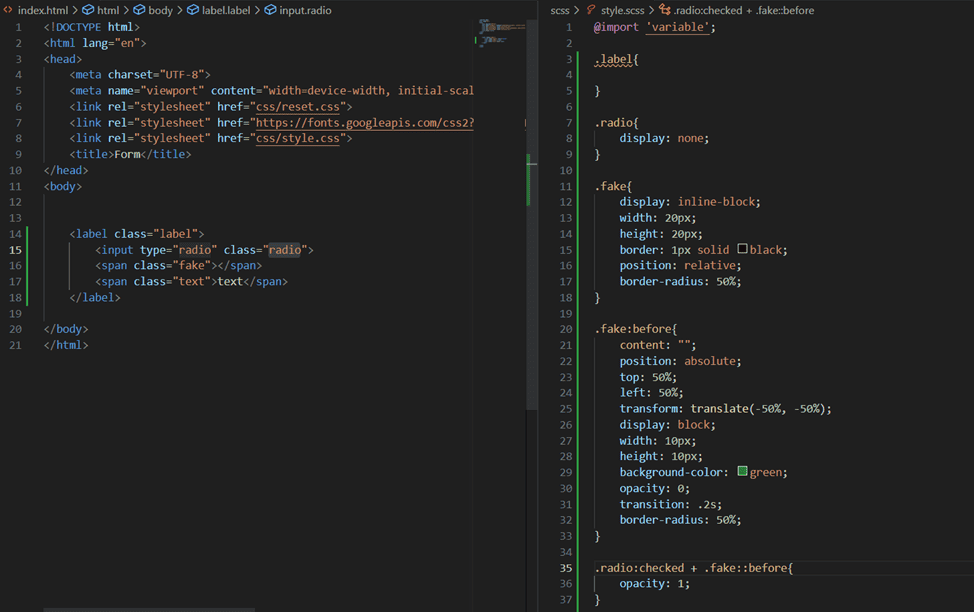 index.html > html > body > label.label > input.radio
1 <!DOCTYPE html>
2 <html lang="en">
3 <head>
4 <meta charset="UTF-8">
5 <meta name="viewport" content="width=device-width, initial-scal
6 <link rel="stylesheet" href="css/reset.css">
7 <link rel="stylesheet" href="https://fonts.googleapis.com/css2?
8 <link rel="stylesheet" href="css/style.css">
9 <title>Form</title>
10 </head>
11 <body>
12
13
14 <label class="label">
15 <input type="radio" class="radio">
16 <span class="fake"></span>
17 <span class="text">text</span>
18 </label>
19
20 </body>
21 </html>
scss > style.scss > .radio:checked + .fake::before
1 @import 'variable';
2
3 .label{
4
5 }
6
7 .radio{
8 display: none;
9 }
10
11 .fake{
12 display: inline-block;
13 width: 20px;
14 height: 20px;
15 border: 1px solid black;
16 position: relative;
17 border-radius: 50%;
18 }
19
20 .fake:before{
21 content: "";
22 position: absolute;
23 top: 50%;
24 left: 50%;
25 transform: translate(-50%, -50%);
26 display: block;
27 width: 10px;
28 height: 10px;
29 background-color: green;
30 opacity: 0;
31 transition: .2s;
32 border-radius: 50%;
33 }
34
35 .radio:checked + .fake::before{
36 opacity: 1;
37 }